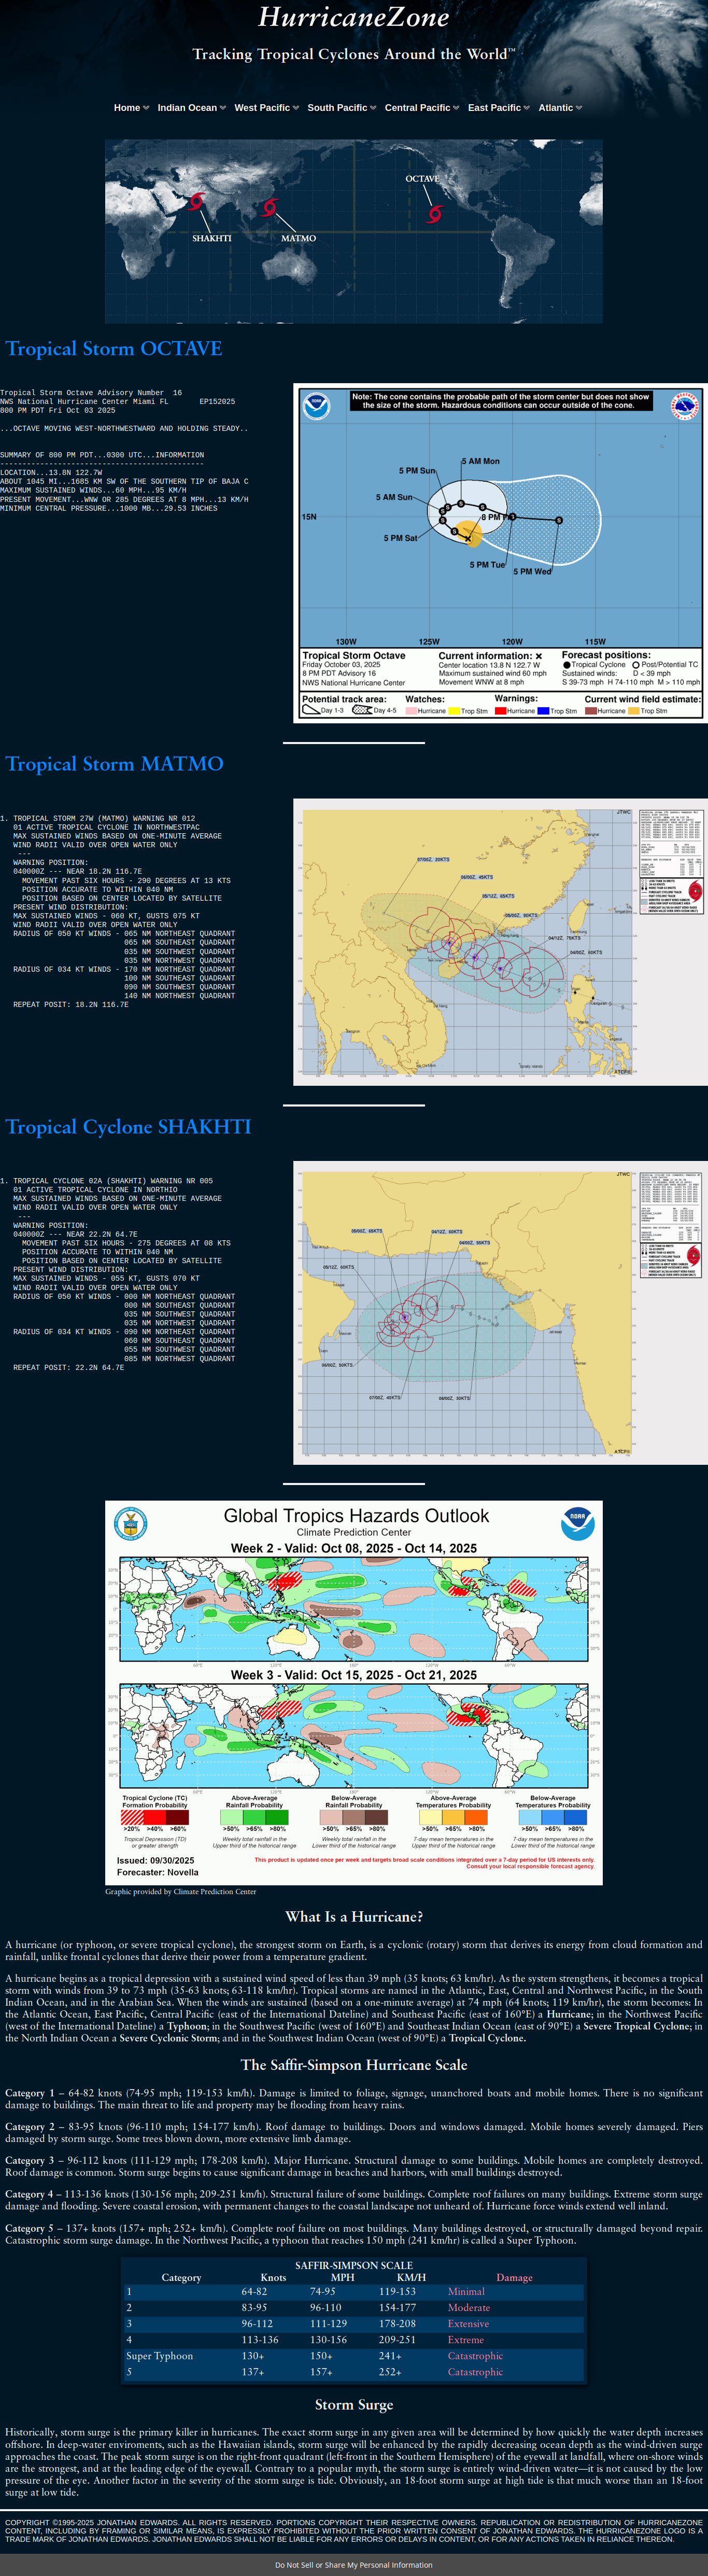 HurricaneZone
Tracking Tropical Cyclones Around the World™
Home Indian Ocean West Pacific South Pacific Central Pacific East Pacific Atlantic
OCTAVE
SHAKHTI
MATMO
Tropical Storm OCTAVE
Tropical Storm Octave Advisory Number  16
NWS National Hurricane Center Miami FL       EP152025
800 PM PDT Fri Oct 03 2025
...OCTAVE MOVING WEST-NORTHWESTWARD AND HOLDING STEADY..
SUMMARY OF 800 PM PDT...0300 UTC...INFORMATION
----------------------------------------------
LOCATION...13.8N 122.7W
ABOUT 1045 MI...1685 KM SW OF THE SOUTHERN TIP OF BAJA C
MAXIMUM SUSTAINED WINDS...60 MPH...95 KM/H
PRESENT MOVEMENT...WNW OR 285 DEGREES AT 8 MPH...13 KM/H
MINIMUM CENTRAL PRESSURE...1000 MB...29.53 INCHES
Note: The cone contains the probable path of the storm center but does not show
the size of the storm. Hazardous conditions can occur outside of the cone.
5 AM Mon
5 PM Sun
5 AM Sun
15N
8 PM Fri
5 PM Sat
5 PM Tue
5 PM Wed
130W 125W 120W 115W
Tropical Storm Octave
Friday October 03, 2025
8 PM PDT Advisory 16
NWS National Hurricane Center
Current information: x
Center location 13.8 N 122.7 W
Maximum sustained wind 60 mph
Movement WNW at 8 mph
Forecast positions:
Tropical Cyclone Post/Potential TC
Sustained winds: D < 39 mph
S 39-73 mph H 74-110 mph M > 110 mph
Potential track area:
Day 1-3 Day 4-5
Watches:
Hurricane Trop Stm
Warnings:
Hurricane Trop Stm
Current wind field estimate:
Hurricane Trop Stm
Tropical Storm MATMO
1. TROPICAL STORM 27W (MATMO) WARNING NR 012
01 ACTIVE TROPICAL CYCLONE IN NORTHWESTPAC
MAX SUSTAINED WINDS BASED ON ONE-MINUTE AVERAGE
WIND RADII VALID OVER OPEN WATER ONLY
---
WARNING POSITION:
040000Z --- NEAR 18.2N 116.7E
MOVEMENT PAST SIX HOURS - 290 DEGREES AT 13 KTS
POSITION ACCURATE TO WITHIN 040 NM
POSITION BASED ON CENTER LOCATED BY SATELLITE
PRESENT WIND DISTRIBUTION:
MAX SUSTAINED WINDS - 060 KT, GUSTS 075 KT
WIND RADII VALID OVER OPEN WATER ONLY
RADIUS OF 050 KT WINDS - 065 NM NORTHEAST QUADRANT
065 NM SOUTHEAST QUADRANT
035 NM SOUTHWEST QUADRANT
035 NM NORTHWEST QUADRANT
RADIUS OF 034 KT WINDS - 170 NM NORTHEAST QUADRANT
100 NM SOUTHEAST QUADRANT
090 NM SOUTHWEST QUADRANT
140 NM NORTHWEST QUADRANT
REPEAT POSIT: 18.2N 116.7E
JTWC
07/00Z, 20KTS
06/00Z, 45KTS
04/12Z, 75KTS
04/00Z, 60KTS
ATCF®
Tropical Cyclone SHAKHTI
1. TROPICAL CYCLONE 02A (SHAKHTI) WARNING NR 005
01 ACTIVE TROPICAL CYCLONE IN NORTHIO
MAX SUSTAINED WINDS BASED ON ONE-MINUTE AVERAGE
WIND RADII VALID OVER OPEN WATER ONLY
---
WARNING POSITION:
040000Z --- NEAR 22.2N 64.7E
MOVEMENT PAST SIX HOURS - 275 DEGREES AT 08 KTS
POSITION ACCURATE TO WITHIN 040 NM
POSITION BASED ON CENTER LOCATED BY SATELLITE
PRESENT WIND DISTRIBUTION:
MAX SUSTAINED WINDS - 055 KT, GUSTS 070 KT
WIND RADII VALID OVER OPEN WATER ONLY
RADIUS OF 050 KT WINDS - 000 NM NORTHEAST QUADRANT
000 NM SOUTHEAST QUADRANT
035 NM SOUTHWEST QUADRANT
035 NM NORTHWEST QUADRANT
RADIUS OF 034 KT WINDS - 090 NM NORTHEAST QUADRANT
060 NM SOUTHEAST QUADRANT
055 NM SOUTHWEST QUADRANT
085 NM NORTHWEST QUADRANT
REPEAT POSIT: 22.2N 64.7E
JTWC
04/12Z, 60KTS
04/00Z, 55KTS
ATCF®
Global Tropics Hazards Outlook
Climate Prediction Center
Week 2 - Valid: Oct 08, 2025 - Oct 14, 2025
Week 3 - Valid: Oct 15, 2025 - Oct 21, 2025
Tropical Cyclone (TC)
Formation Probability
>20% >40% >60%
Tropical Depression (TD)
or greater strength
Above-Average
Rainfall Probability
>50% >65% >80%
Weekly total rainfall in the
Upper third of the historical range
Below-Average
Rainfall Probability
>50% >65% >80%
Weekly total rainfall in the
Lower third of the historical range
Above-Average
Temperatures Probability
>50% >65% >80%
7-day mean temperatures in the
Upper third of the historical range
Below-Average
Temperatures Probability
>50% >65% >80%
7-day mean temperatures in the
Lower third of the historical range
Issued: 09/30/2025
Forecaster: Novella
This product is updated once per week and targets broad scale conditions integrated over a 7-day period for US interests only.
Consult your local responsible forecast agency.
Graphic provided by Climate Prediction Center
What Is a Hurricane?
A hurricane (or typhoon, or severe tropical cyclone), the strongest storm on Earth, is a cyclonic (rotary) storm that derives its energy from cloud formation and
rainfall, unlike frontal cyclones that derive their power from a temperature gradient.
A hurricane begins as a tropical depression with a sustained wind speed of less than 39 mph (35 knots; 63 km/hr). As the system strengthens, it becomes a tropical
storm with winds from 39 to 73 mph (35-63 knots; 63-118 km/hr). Tropical storms are named in the Atlantic, East, Central and Northwest Pacific, in the South
Indian Ocean, and in the Arabian Sea. When the winds are sustained (based on a one-minute average) at 74 mph (64 knots; 119 km/hr), the storm becomes: In
the Atlantic Ocean, East Pacific, Central Pacific (east of the International Dateline) and Southeast Pacific (east of 160°E) a Hurricane; in the Northwest Pacific
(west of the International Dateline) a Typhoon; in the Southwest Pacific (west of 160°E) and Southeast Indian Ocean (east of 90°E) a Severe Tropical Cyclone; in
the North Indian Ocean a Severe Cyclonic Storm; and in the Southwest Indian Ocean (west of 90°E) a Tropical Cyclone.
The Saffir-Simpson Hurricane Scale
Category 1 – 64-82 knots (74-95 mph; 119-153 km/h). Damage is limited to foliage, signage, unanchored boats and mobile homes. There is no significant
damage to buildings. The main threat to life and property may be flooding from heavy rains.
Category 2 – 83-95 knots (96-110 mph; 154-177 km/h). Roof damage to buildings. Doors and windows damaged. Mobile homes severely damaged. Piers
damaged by storm surge. Some trees blown down, more extensive limb damage.
Category 3 – 96-112 knots (111-129 mph; 178-208 km/h). Major Hurricane. Structural damage to some buildings. Mobile homes are completely destroyed.
Roof damage is common. Storm surge begins to cause significant damage in beaches and harbors, with small buildings destroyed.
Category 4 – 113-136 knots (130-156 mph; 209-251 km/h). Structural failure of some buildings. Complete roof failures on many buildings. Extreme storm surge
damage and flooding. Severe coastal erosion, with permanent changes to the coastal landscape not unheard of. Hurricane force winds extend well inland.
Category 5 – 137+ knots (157+ mph; 252+ km/h). Complete roof failure on most buildings. Many buildings destroyed, or structurally damaged beyond repair.
Catastrophic storm surge damage. In the Northwest Pacific, a typhoon that reaches 150 mph (241 km/hr) is called a Super Typhoon.
SAFFIR-SIMPSON SCALE
Category Knots MPH KM/H Damage
1 64-82 74-95 119-153 Minimal
2 83-95 96-110 154-177 Moderate
3 96-112 111-129 178-208 Extensive
4 113-136 130-156 209-251 Extreme
Super Typhoon 130+ 150+ 241+ Catastrophic
5 137+ 157+ 252+ Catastrophic
Storm Surge
Historically, storm surge is the primary killer in hurricanes. The exact storm surge in any given area will be determined by how quickly the water depth increases
offshore. In deep-water enviroments, such as the Hawaiian islands, storm surge will be enhanced by the rapidly decreasing ocean depth as the wind-driven surge
approaches the coast. The peak storm surge is on the right-front quadrant (left-front in the Southern Hemisphere) of the eyewall at landfall, where on-shore winds
are the strongest, and at the leading edge of the eyewall. Contrary to a popular myth, the storm surge is entirely wind-driven water—it is not caused by the low
pressure of the eye. Another factor in the severity of the storm surge is tide. Obviously, an 18-foot storm surge at high tide is that much worse than an 18-foot
surge at low tide.
COPYRIGHT ©1995-2025 JONATHAN EDWARDS. ALL RIGHTS RESERVED. PORTIONS COPYRIGHT THEIR RESPECTIVE OWNERS. REPUBLICATION OR REDISTRIBUTION OF HURRICANEZONE
CONTENT, INCLUDING BY FRAMING OR SIMILAR MEANS, IS EXPRESSLY PROHIBITED WITHOUT THE PRIOR WRITTEN CONSENT OF JONATHAN EDWARDS. THE HURRICANEZONE LOGO IS A
TRADE MARK OF JONATHAN EDWARDS. JONATHAN EDWARDS SHALL NOT BE LIABLE FOR ANY ERRORS OR DELAYS IN CONTENT, OR FOR ANY ACTIONS TAKEN IN RELIANCE THEREON.
Do Not Sell or Share My Personal Information